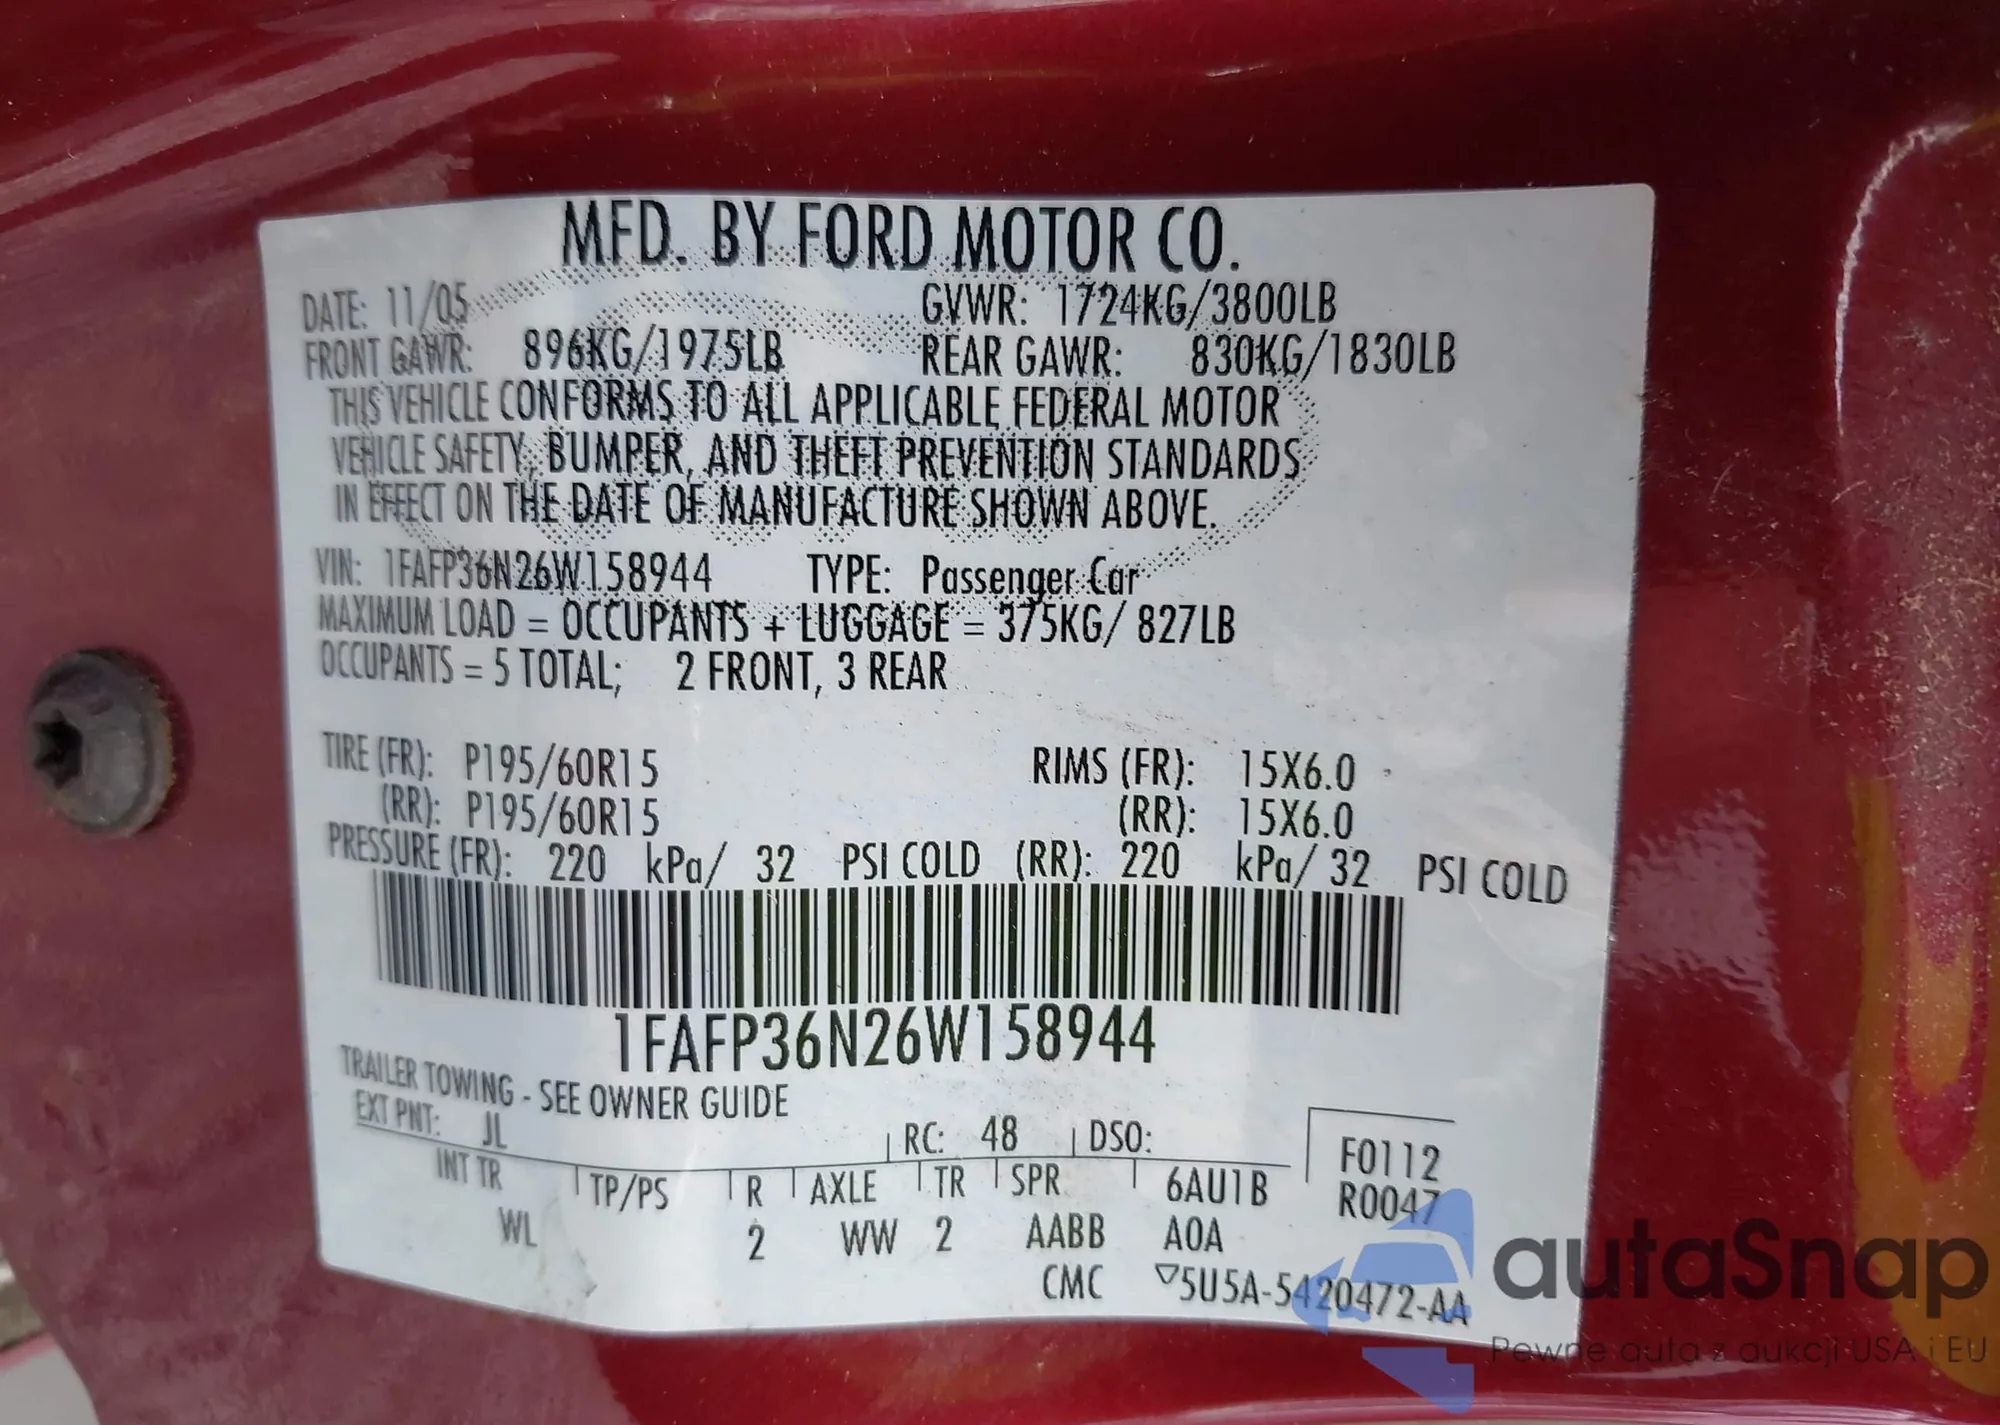 MFD. BY FORD MOTOR CO.
DATE: 11/05 GVWR: 1724KG/3800LB
FRONT GAWR: 896KG/1975LB REAR GAWR: 830KG/1830LB
THIS VEHICLE CONFORMS TO ALL APPLICABLE FEDERAL MOTOR
VEHICLE SAFETY, BUMPER, AND THEFT PREVENTION STANDARDS
IN EFFECT ON THE DATE OF MANUFACTURE SHOWN ABOVE.
VIN: 1FAFP36N26W158944 TYPE: Passenger Car
MAXIMUM LOAD = OCCUPANTS + LUGGAGE = 375KG/ 827LB
OCCUPANTS = 5 TOTAL; 2 FRONT, 3 REAR
TIRE (FR): P195/60R15 RIMS (FR): 15X6.0
(RR): P195/60R15 (RR): 15X6.0
PRESSURE (FR): 220 kPa/ 32 PSI COLD (RR): 220 kPa/ 32 PSI COLD
1FAFP36N26W158944
TRAILER TOWING - SEE OWNER GUIDE
EXT PNT: JL RC: 48 DSO: F0112
INT TR TP/PS R AXLE TR SPR 6AU1B R0047
WL 2 WW 2 AABB A0A
CMC ▽5U5A-5420472-AA
autaSnap
Pewne auta z aukcji USA i EU